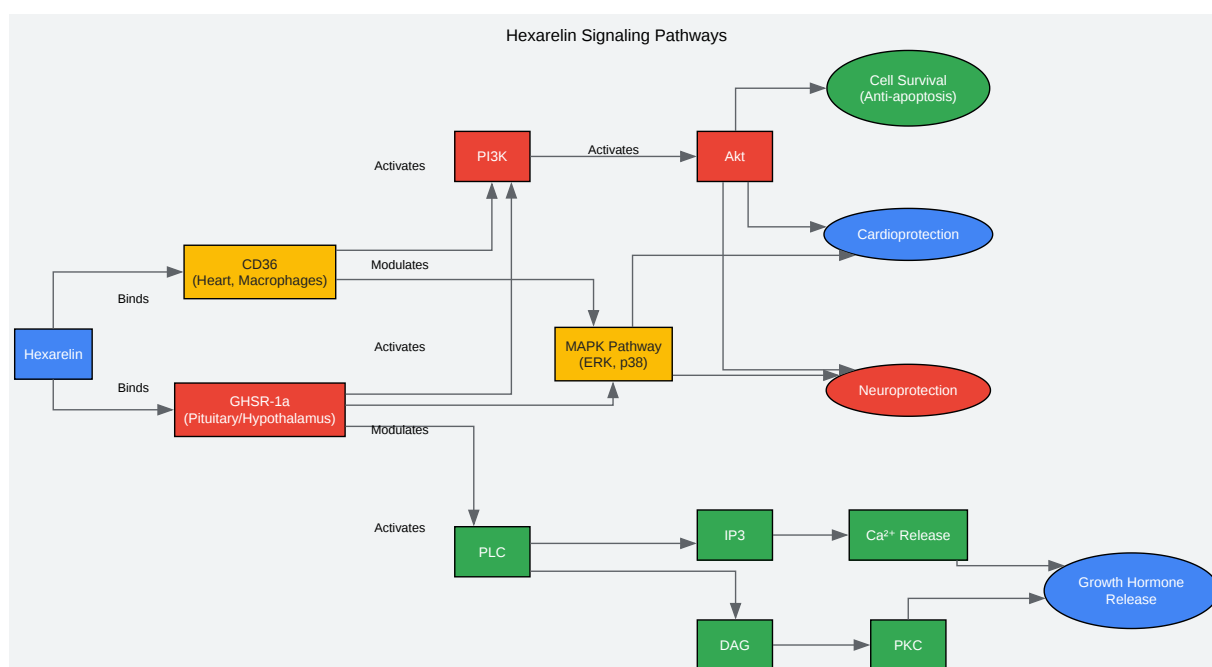 Hexarelin Signaling Pathways
Cell Survival
(Anti-apoptosis)
PI3K
Activates
Akt
Activates
Cardioprotection
CD36
(Heart, Macrophages)
Modulates
Binds
Hexarelin
MAPK Pathway
(ERK, p38)
Activates
Binds
GHSR-1a
(Pituitary/Hypothalamus)
Neuroprotection
Modulates
Activates
PLC
IP3
Ca²⁺ Release
Growth Hormone
Release
DAG
PKC